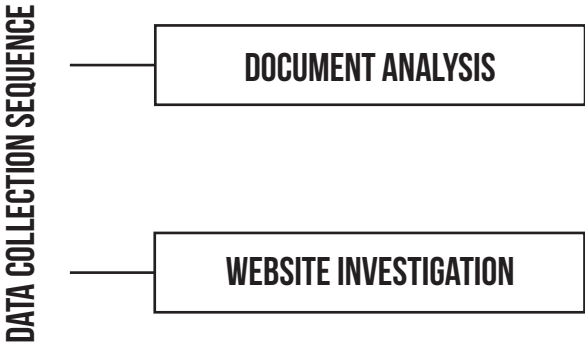 DATA COLLECTION SEQUENCE
DOCUMENT ANALYSIS
WEBSITE INVESTIGATION